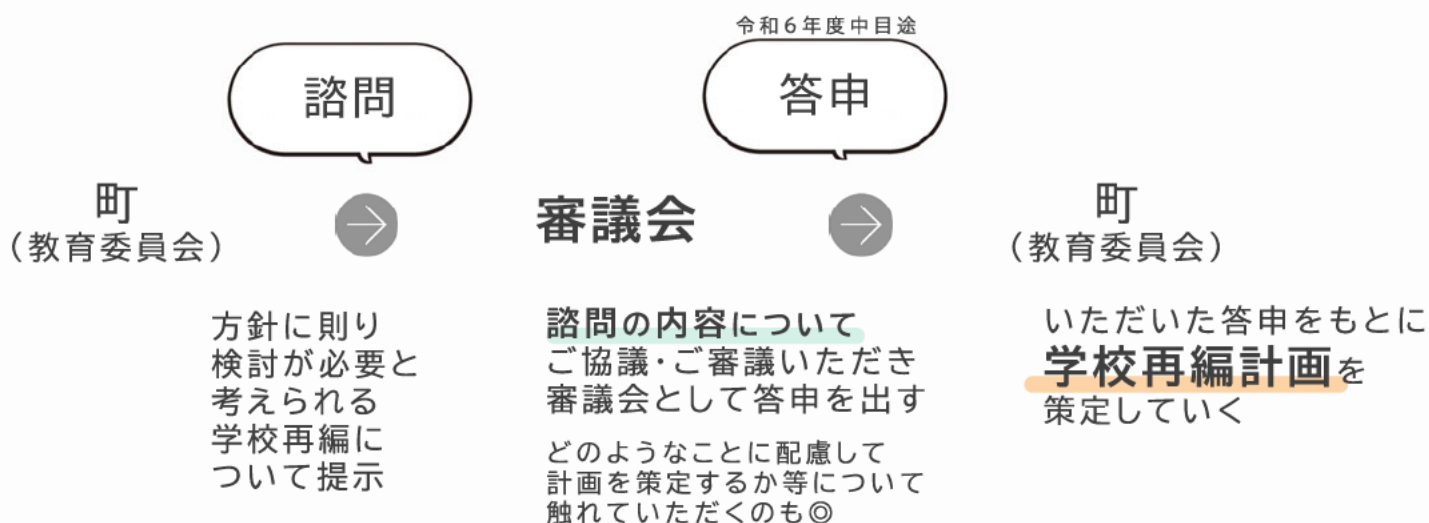 令和6年度中目途
諮問
答申
町
(教育委員会)
審議会
町
(教育委員会)
方針に則り
検討が必要と
考えられる
学校再編に
ついて提示
諮問の内容について
ご協議・ご審議いただき
審議会として答申を出す
どのようなことに配慮して
計画を策定するか等について
触れていただくのも◎
いただいた答申をもとに
学校再編計画を
策定していく